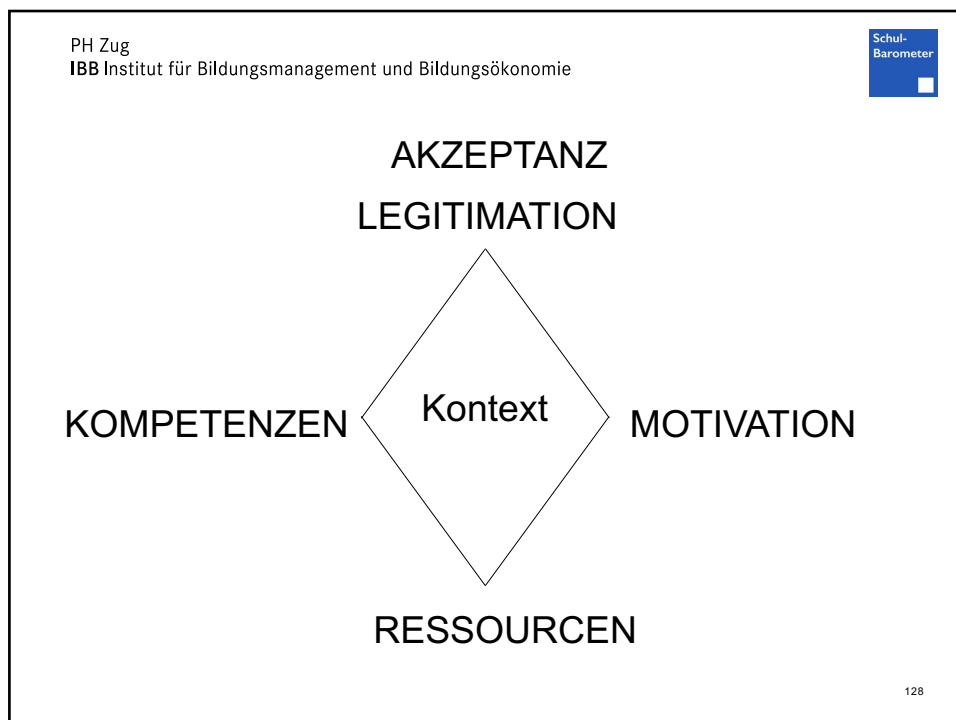 PH Zug
IBB Institut für Bildungsmanagement und Bildungsökonomie
Schul-
Barometer
AKZEPTANZ
LEGITIMATION
KOMPETENZEN
Kontext
MOTIVATION
RESSOURCEN
128